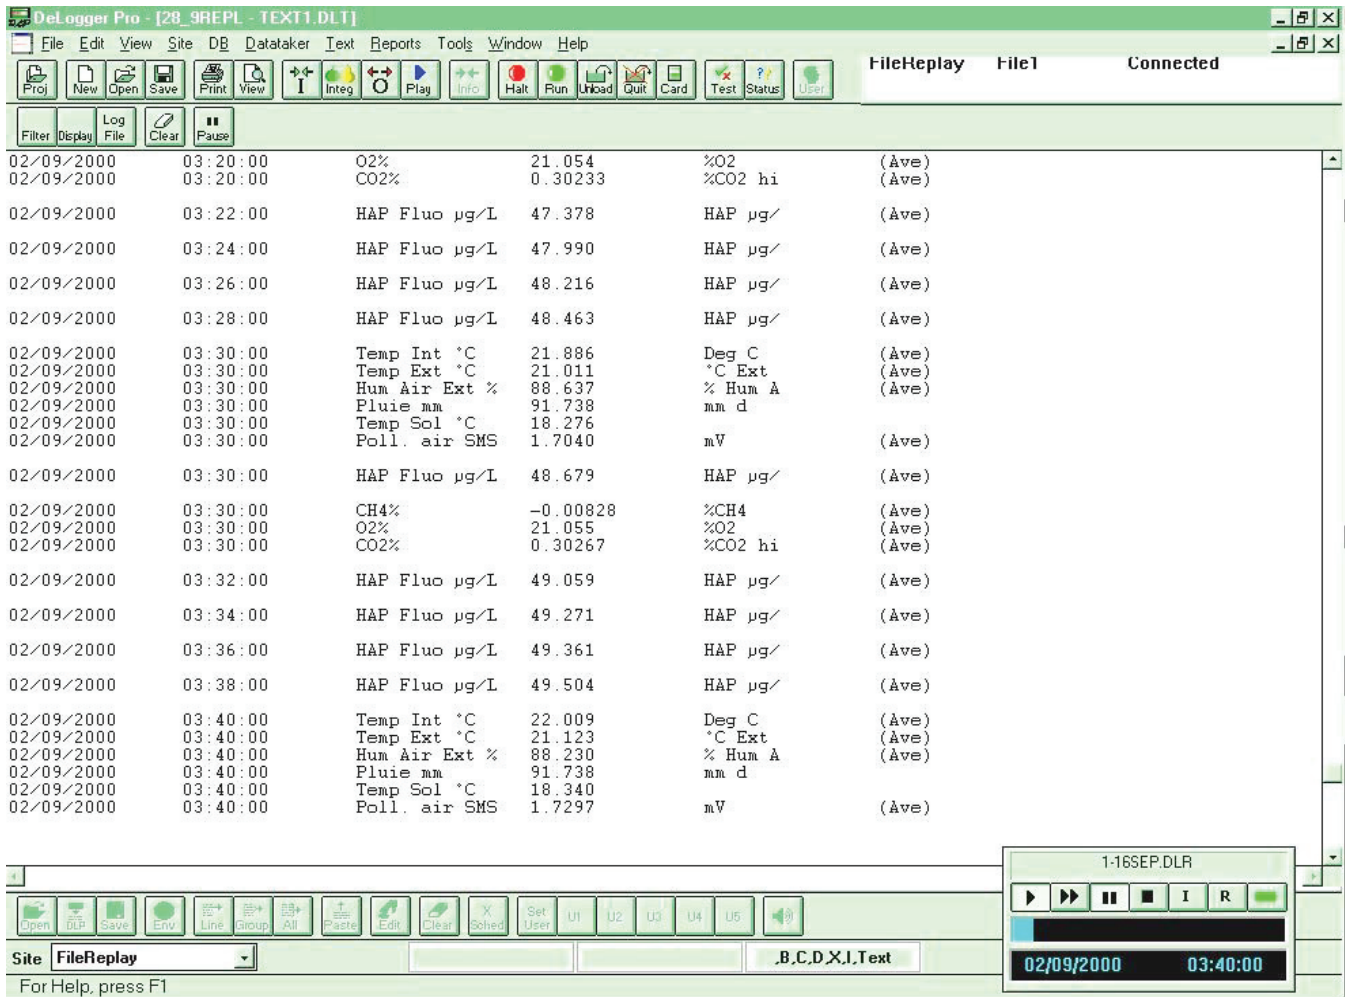 DeLogger Pro - [28_9REPL - TEXT1.DLT]
File Edit View Site DB Datataker Text Reports Tools Window Help
Proj New Open Save Print View I Integ O Play Info Halt Run Unload Quit Card Test Status User
FileReplay File1 Connected
Filter Display Log File Clear Pause
02/09/2000 03:20:00 O2% 21.054 %O2 (Ave)
02/09/2000 03:20:00 CO2% 0.30233 %CO2 hi (Ave)
02/09/2000 03:22:00 HAP Fluo µg/L 47.378 HAP µg/ (Ave)
02/09/2000 03:24:00 HAP Fluo µg/L 47.990 HAP µg/ (Ave)
02/09/2000 03:26:00 HAP Fluo µg/L 48.216 HAP µg/ (Ave)
02/09/2000 03:28:00 HAP Fluo µg/L 48.463 HAP µg/ (Ave)
02/09/2000 03:30:00 Temp Int °C 21.886 Deg C (Ave)
02/09/2000 03:30:00 Temp Ext °C 21.011 °C Ext (Ave)
02/09/2000 03:30:00 Hum Air Ext % 88.637 % Hum A (Ave)
02/09/2000 03:30:00 Pluie mm 91.738 mm d
02/09/2000 03:30:00 Temp Sol °C 18.276
02/09/2000 03:30:00 Poll. air SMS 1.7040 mV (Ave)
02/09/2000 03:30:00 HAP Fluo µg/L 48.679 HAP µg/ (Ave)
02/09/2000 03:30:00 CH4% -0.00828 %CH4 (Ave)
02/09/2000 03:30:00 O2% 21.055 %O2 (Ave)
02/09/2000 03:30:00 CO2% 0.30267 %CO2 hi (Ave)
02/09/2000 03:32:00 HAP Fluo µg/L 49.059 HAP µg/ (Ave)
02/09/2000 03:34:00 HAP Fluo µg/L 49.271 HAP µg/ (Ave)
02/09/2000 03:36:00 HAP Fluo µg/L 49.361 HAP µg/ (Ave)
02/09/2000 03:38:00 HAP Fluo µg/L 49.504 HAP µg/ (Ave)
02/09/2000 03:40:00 Temp Int °C 22.009 Deg C (Ave)
02/09/2000 03:40:00 Temp Ext °C 21.123 °C Ext (Ave)
02/09/2000 03:40:00 Hum Air Ext % 88.230 % Hum A (Ave)
02/09/2000 03:40:00 Pluie mm 91.738 mm d
02/09/2000 03:40:00 Temp Sol °C 18.340
02/09/2000 03:40:00 Poll. air SMS 1.7297 mV (Ave)
1-16SEP.DLR
I R
Open DLP Save Env Line Group All Paste Edit Clear X Sched Set User U1 U2 U3 U4 U5
Site FileReplay ,B,C,D,X,I,Text
02/09/2000 03:40:00
For Help, press F1